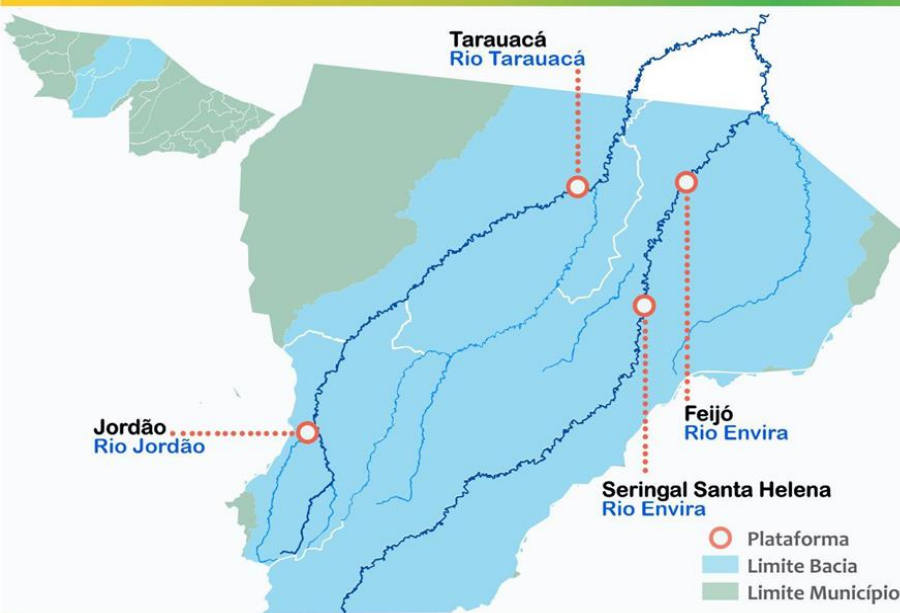 Tarauacá
Rio Tarauacá
Jordão
Rio Jordão
Feijó
Rio Envira
Seringal Santa Helena
Rio Envira
Plataforma
Limite Bacia
Limite Município